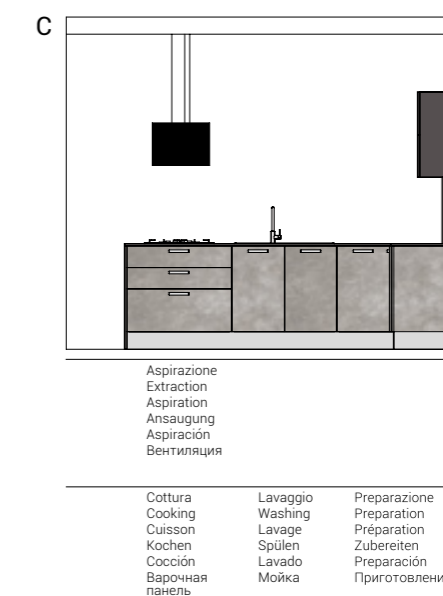 C
Aspirazione
Extraction
Aspiration
Ansaugung
Aspiración
Вентиляция
Cottura
Cooking
Cuisson
Kochen
Cocción
Варочная
панель
Lavaggio
Washing
Lavage
Spülen
Lavado
Мойка
Preparazione
Preparation
Préparation
Zubereiten
Preparación